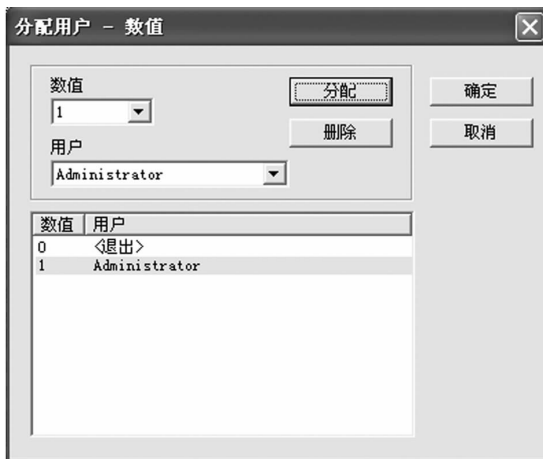 分配用户 - 数值
数值
1
分配
确定
删除
取消
用户
Administrator
数值 用户
0 <退出>
1 Administrator